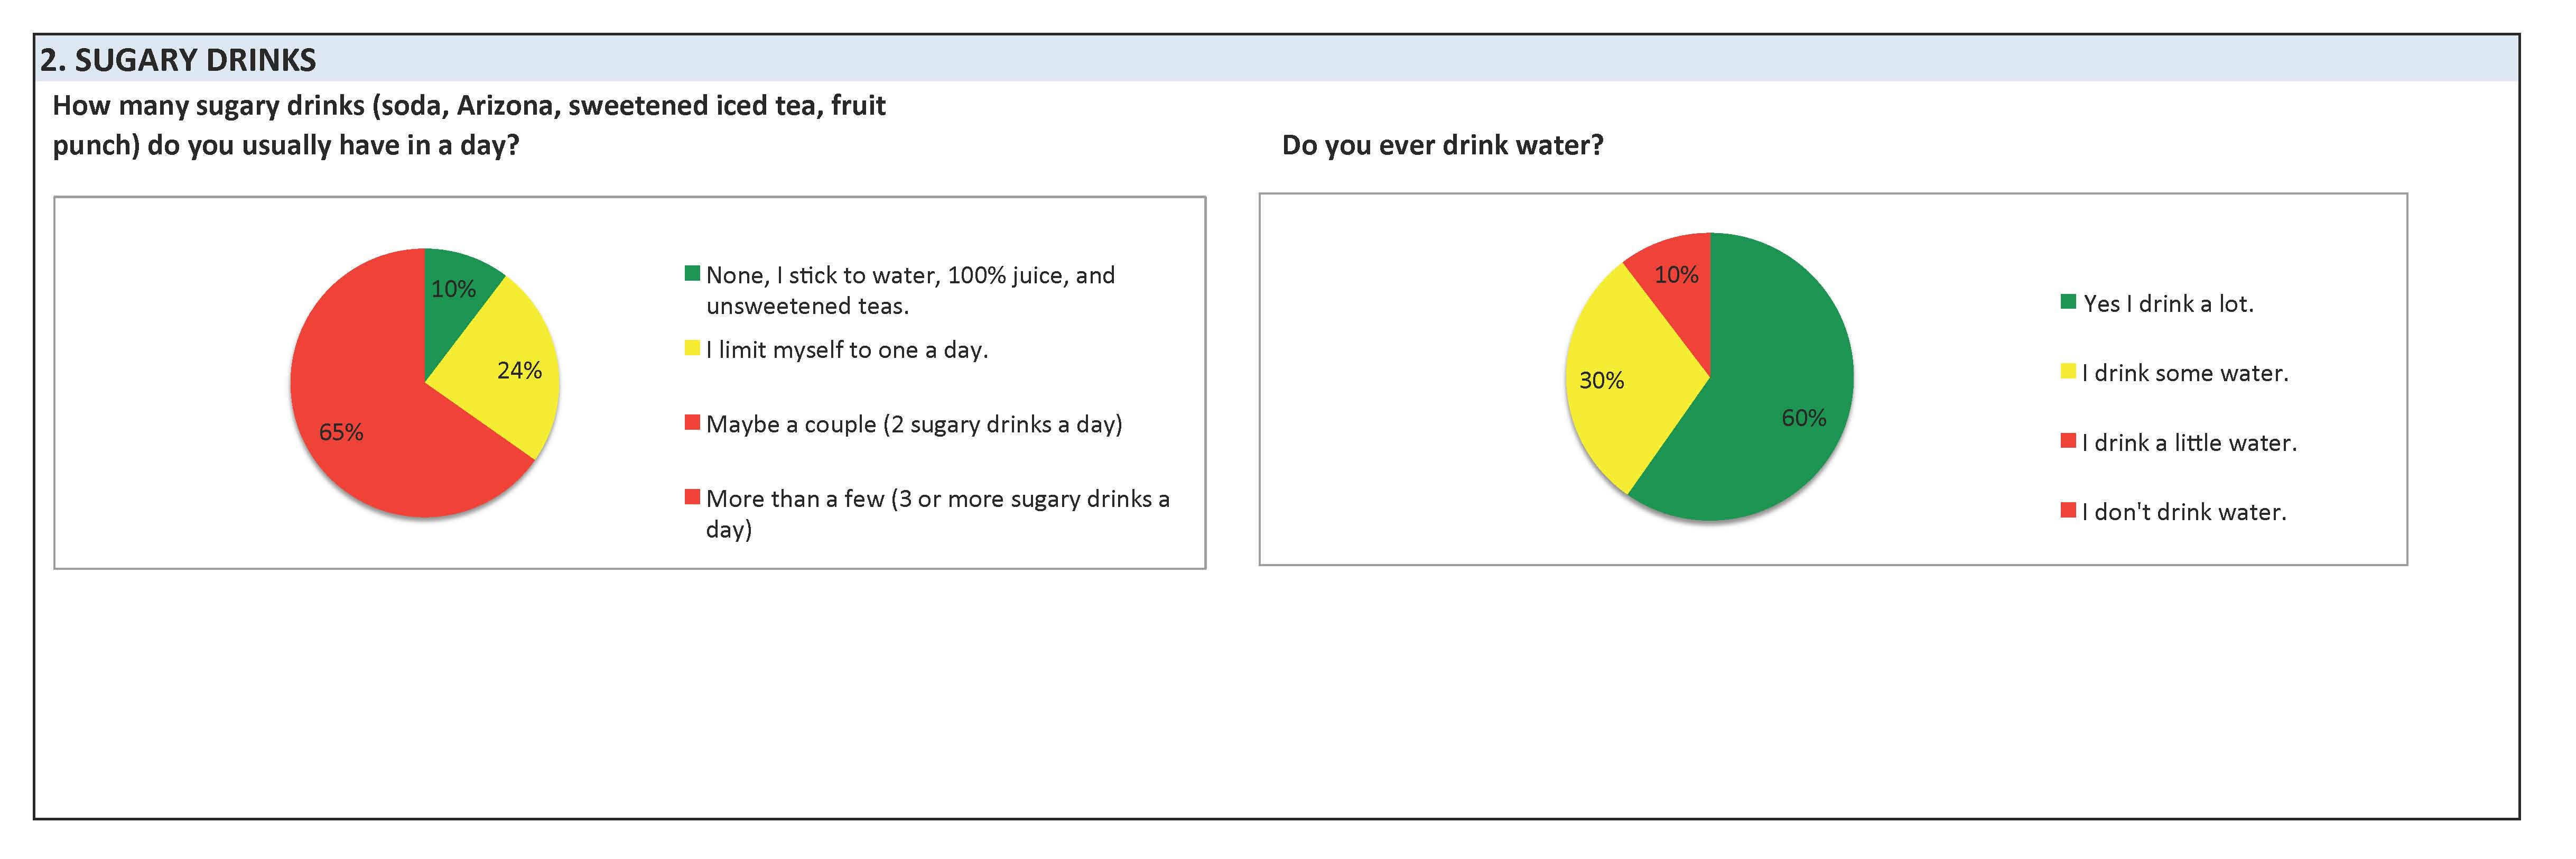 2. SUGARY DRINKS
How many sugary drinks (soda, Arizona, sweetened iced tea, fruit
punch) do you usually have in a day?
10%
24%
65%
None, I stick to water, 100% juice, and
unsweetened teas.
I limit myself to one a day.
Maybe a couple (2 sugary drinks a day)
More than a few (3 or more sugary drinks a
day)
Do you ever drink water?
10%
30%
60%
Yes I drink a lot.
I drink some water.
I drink a little water.
I don't drink water.